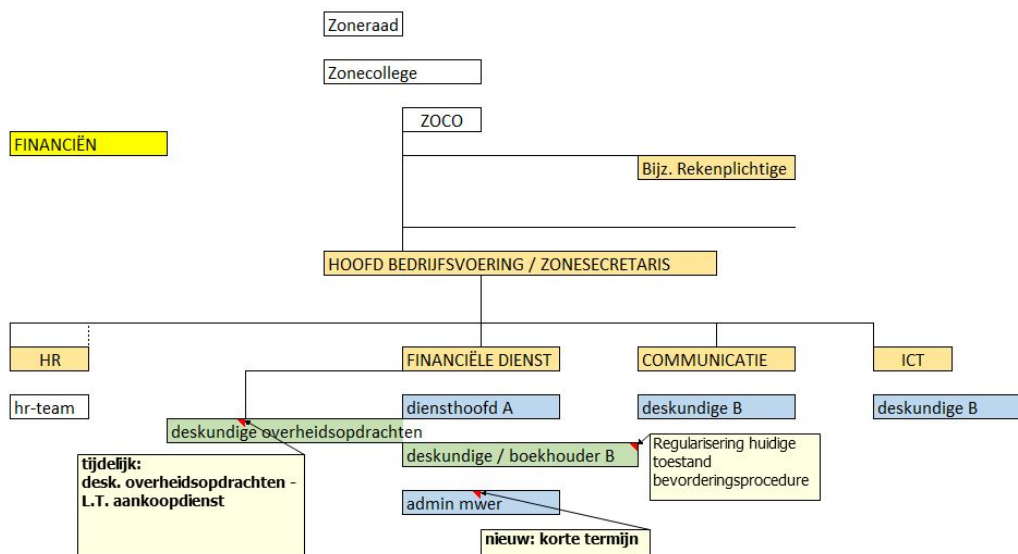 Zoneraad
Zonecollege
ZOCO
FINANCIËN
Bijz. Rekenplichtige
HOOFD BEDRIJFSVOERING / ZONESECRETARIS
HR
FINANCIËLE DIENST
COMMUNICATIE
ICT
hr-team
diensthoofd A
deskundige B
deskundige B
deskundige overheidsopdrachten
deskundige / boekhouder B
Regularisering huidige
toestand
bevorderingsprocedure
tijdelijk:
desk. overheidsopdrachten -
L.T. aankoopdienst
admin mwer
nieuw: korte termijn